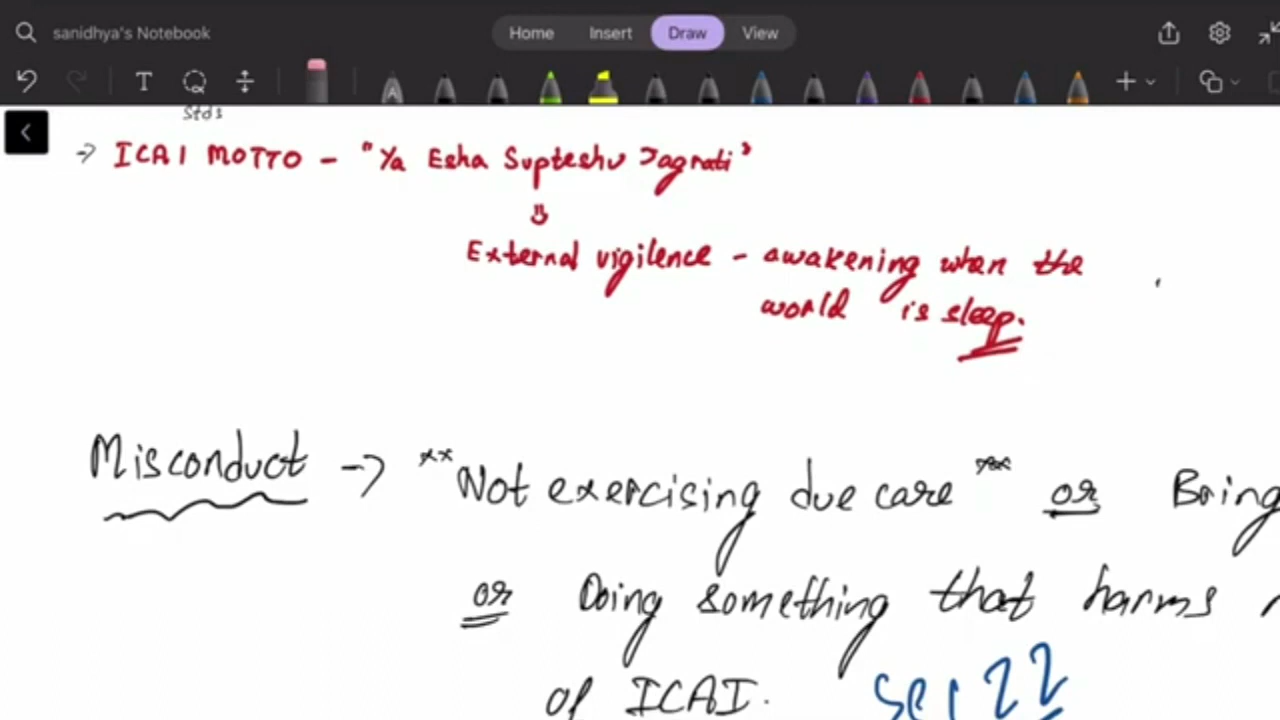 sanidhya's Notebook
Home Insert Draw View
T
A
Stds
→ ICAI MOTTO - "Ya Esha Supteshu Jagrati"
⇓
External vigilence - awakening when the
world is sleep.
Misconduct → **Not exercising due care** or Bring
or Doing something that harms
of ICAI.
Sec 22